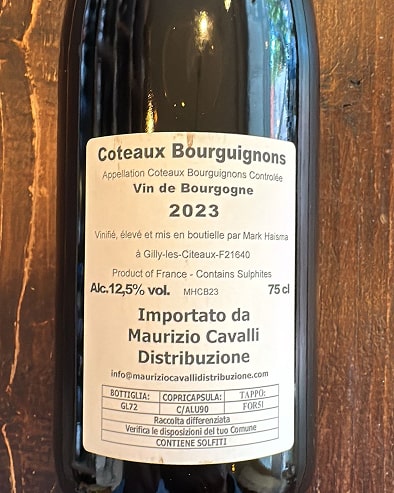 Coteaux Bourguignons
Appellation Coteaux Bourguignons Controlée
Vin de Bourgogne
2023
Vinifié, élevé et mis en boutielle par Mark Haisma
à Gilly-les-Citeaux-F21640
Product of France - Contains Sulphites
Alc.12,5% vol. MHCB23 75 cl
Importato da
Maurizio Cavalli
Distribuzione
info@mauriziocavallidistribuzione.com
BOTTIGLIA: COPRICAPSULA: TAPPO:
GL72 C/ALU90 FOR51
Raccolta differenziata
Verifica le disposizioni del tuo Comune
CONTIENE SOLFITI